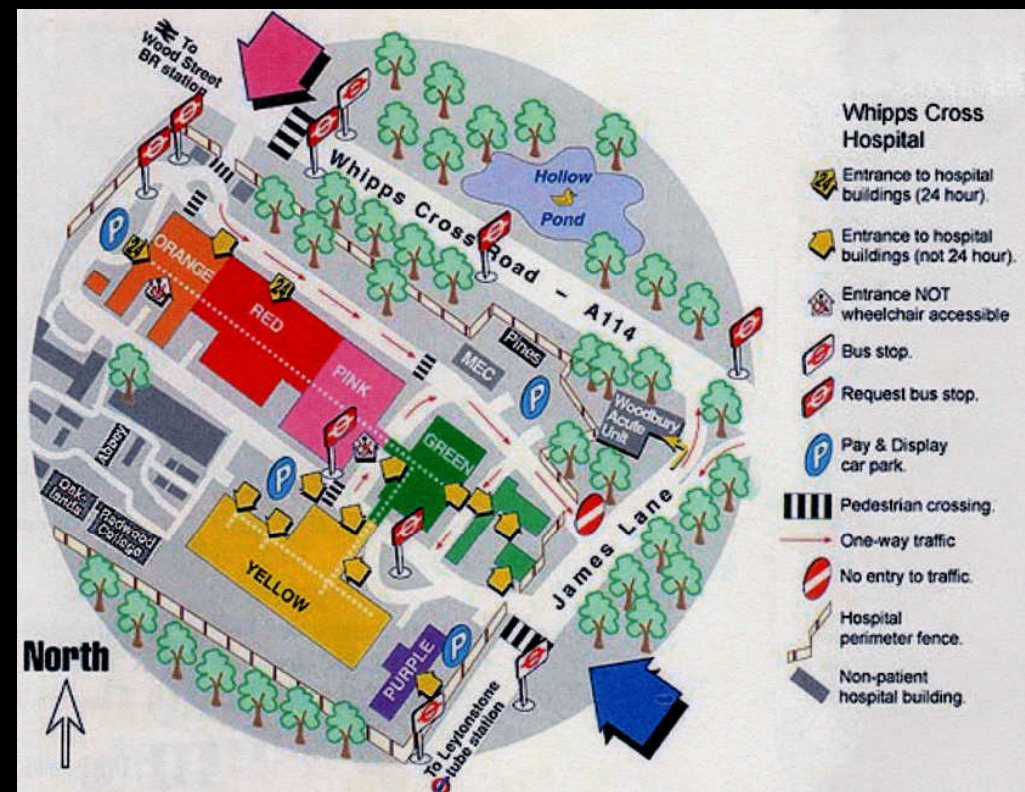 To
Wood Street
BR station
Whipps Cross Road – A114
Hollow
Pond
P
24
ORANGE
RED
24
PINK
MEC
Pines
P
Woodbury
Acute
Unit
GREEN
Abbey
P
Oak-
lands
Radwood
College
YELLOW
James Lane
PURPLE
P
To Leytonstone
tube station
North
Whipps Cross
Hospital
24
Entrance to hospital
buildings (24 hour).
Entrance to hospital
buildings (not 24 hour).
Entrance NOT
wheelchair accessible
Bus stop.
Request bus stop.
P
Pay & Display
car park.
Pedestrian crossing.
One-way traffic
No entry to traffic.
Hospital
perimeter fence.
Non-patient
hospital building.